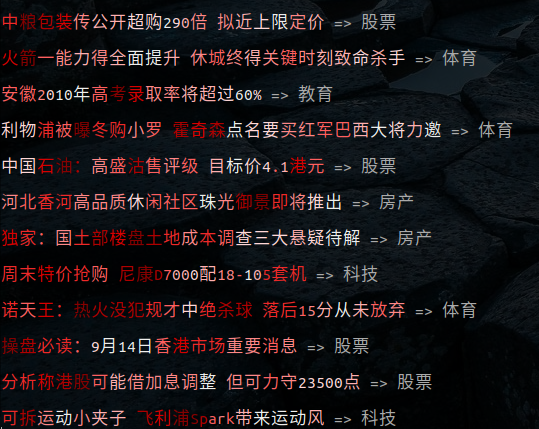 中粮包装传公开超购290倍 拟近上限定价 => 股票
火箭一能力得全面提升 休城终得关键时刻致命杀手 => 体育
安徽2010年高考录取率将超过60% => 教育
利物浦被曝冬购小罗 霍奇森点名要买红军巴西大将力邀 => 体育
中国石油：高盛沽售评级 目标价4.1港元 => 股票
河北香河高品质休闲社区珠光御景即将推出 => 房产
独家：国土部楼盘土地成本调查三大悬疑待解 => 房产
周末特价抢购 尼康D7000配18-105套机 => 科技
诺天王：热火没犯规才中绝杀球 落后15分从未放弃 => 体育
操盘必读：9月14日香港市场重要消息 => 股票
分析称港股可能借加息调整 但可力守23500点 => 股票
可拆运动小夹子 飞利浦Spark带来运动风 => 科技